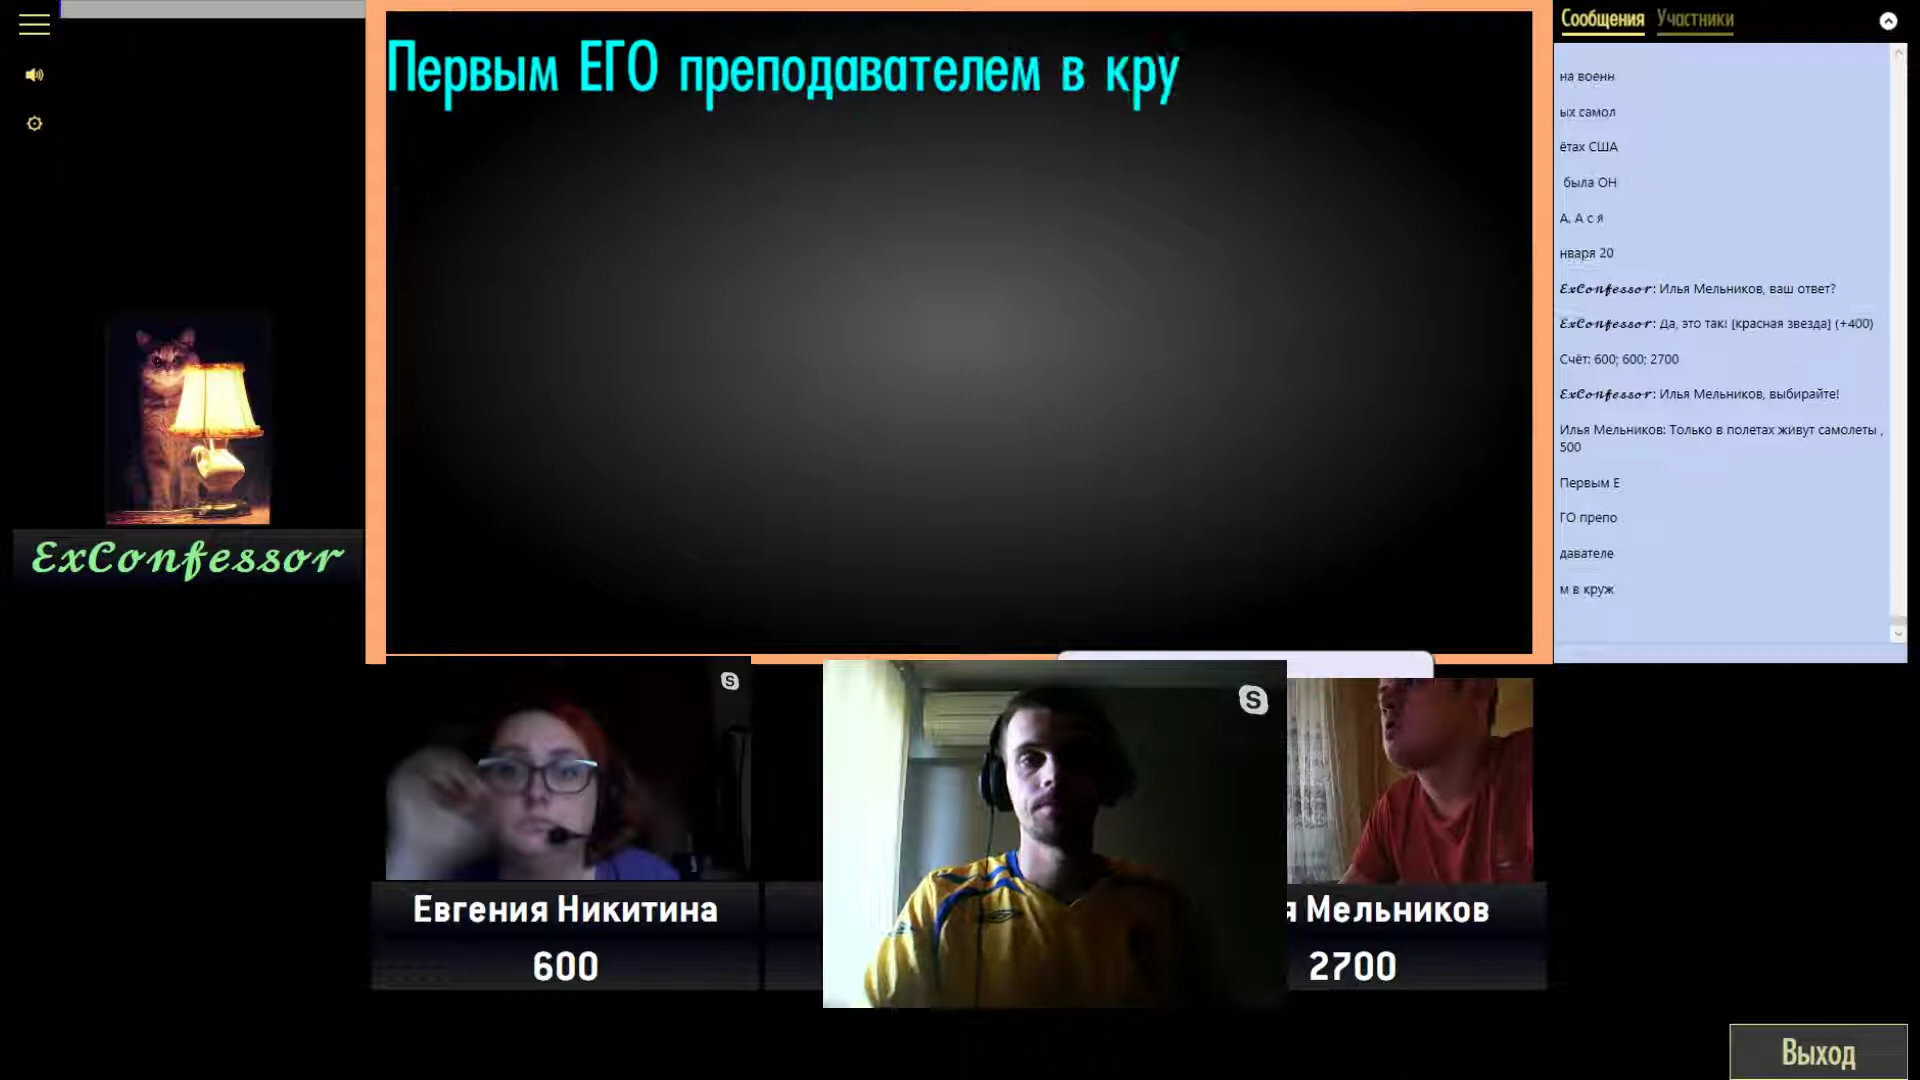 Первым ЕГО преподавателем в кру
Сообщения Участники
на военн
ых самол
ётах США
была ОН
А. А с я
нваря 20
ExConfessor: Илья Мельников, ваш ответ?
ExConfessor: Да, это так! [красная звезда] (+400)
Счёт: 600; 600; 2700
ExConfessor: Илья Мельников, выбирайте!
Илья Мельников: Только в полетах живут самолеты ,
500
Первым Е
ГО препо
давателе
м в круж
ExConfessor
Евгения Никитина
600
я Мельников
2700
Выход